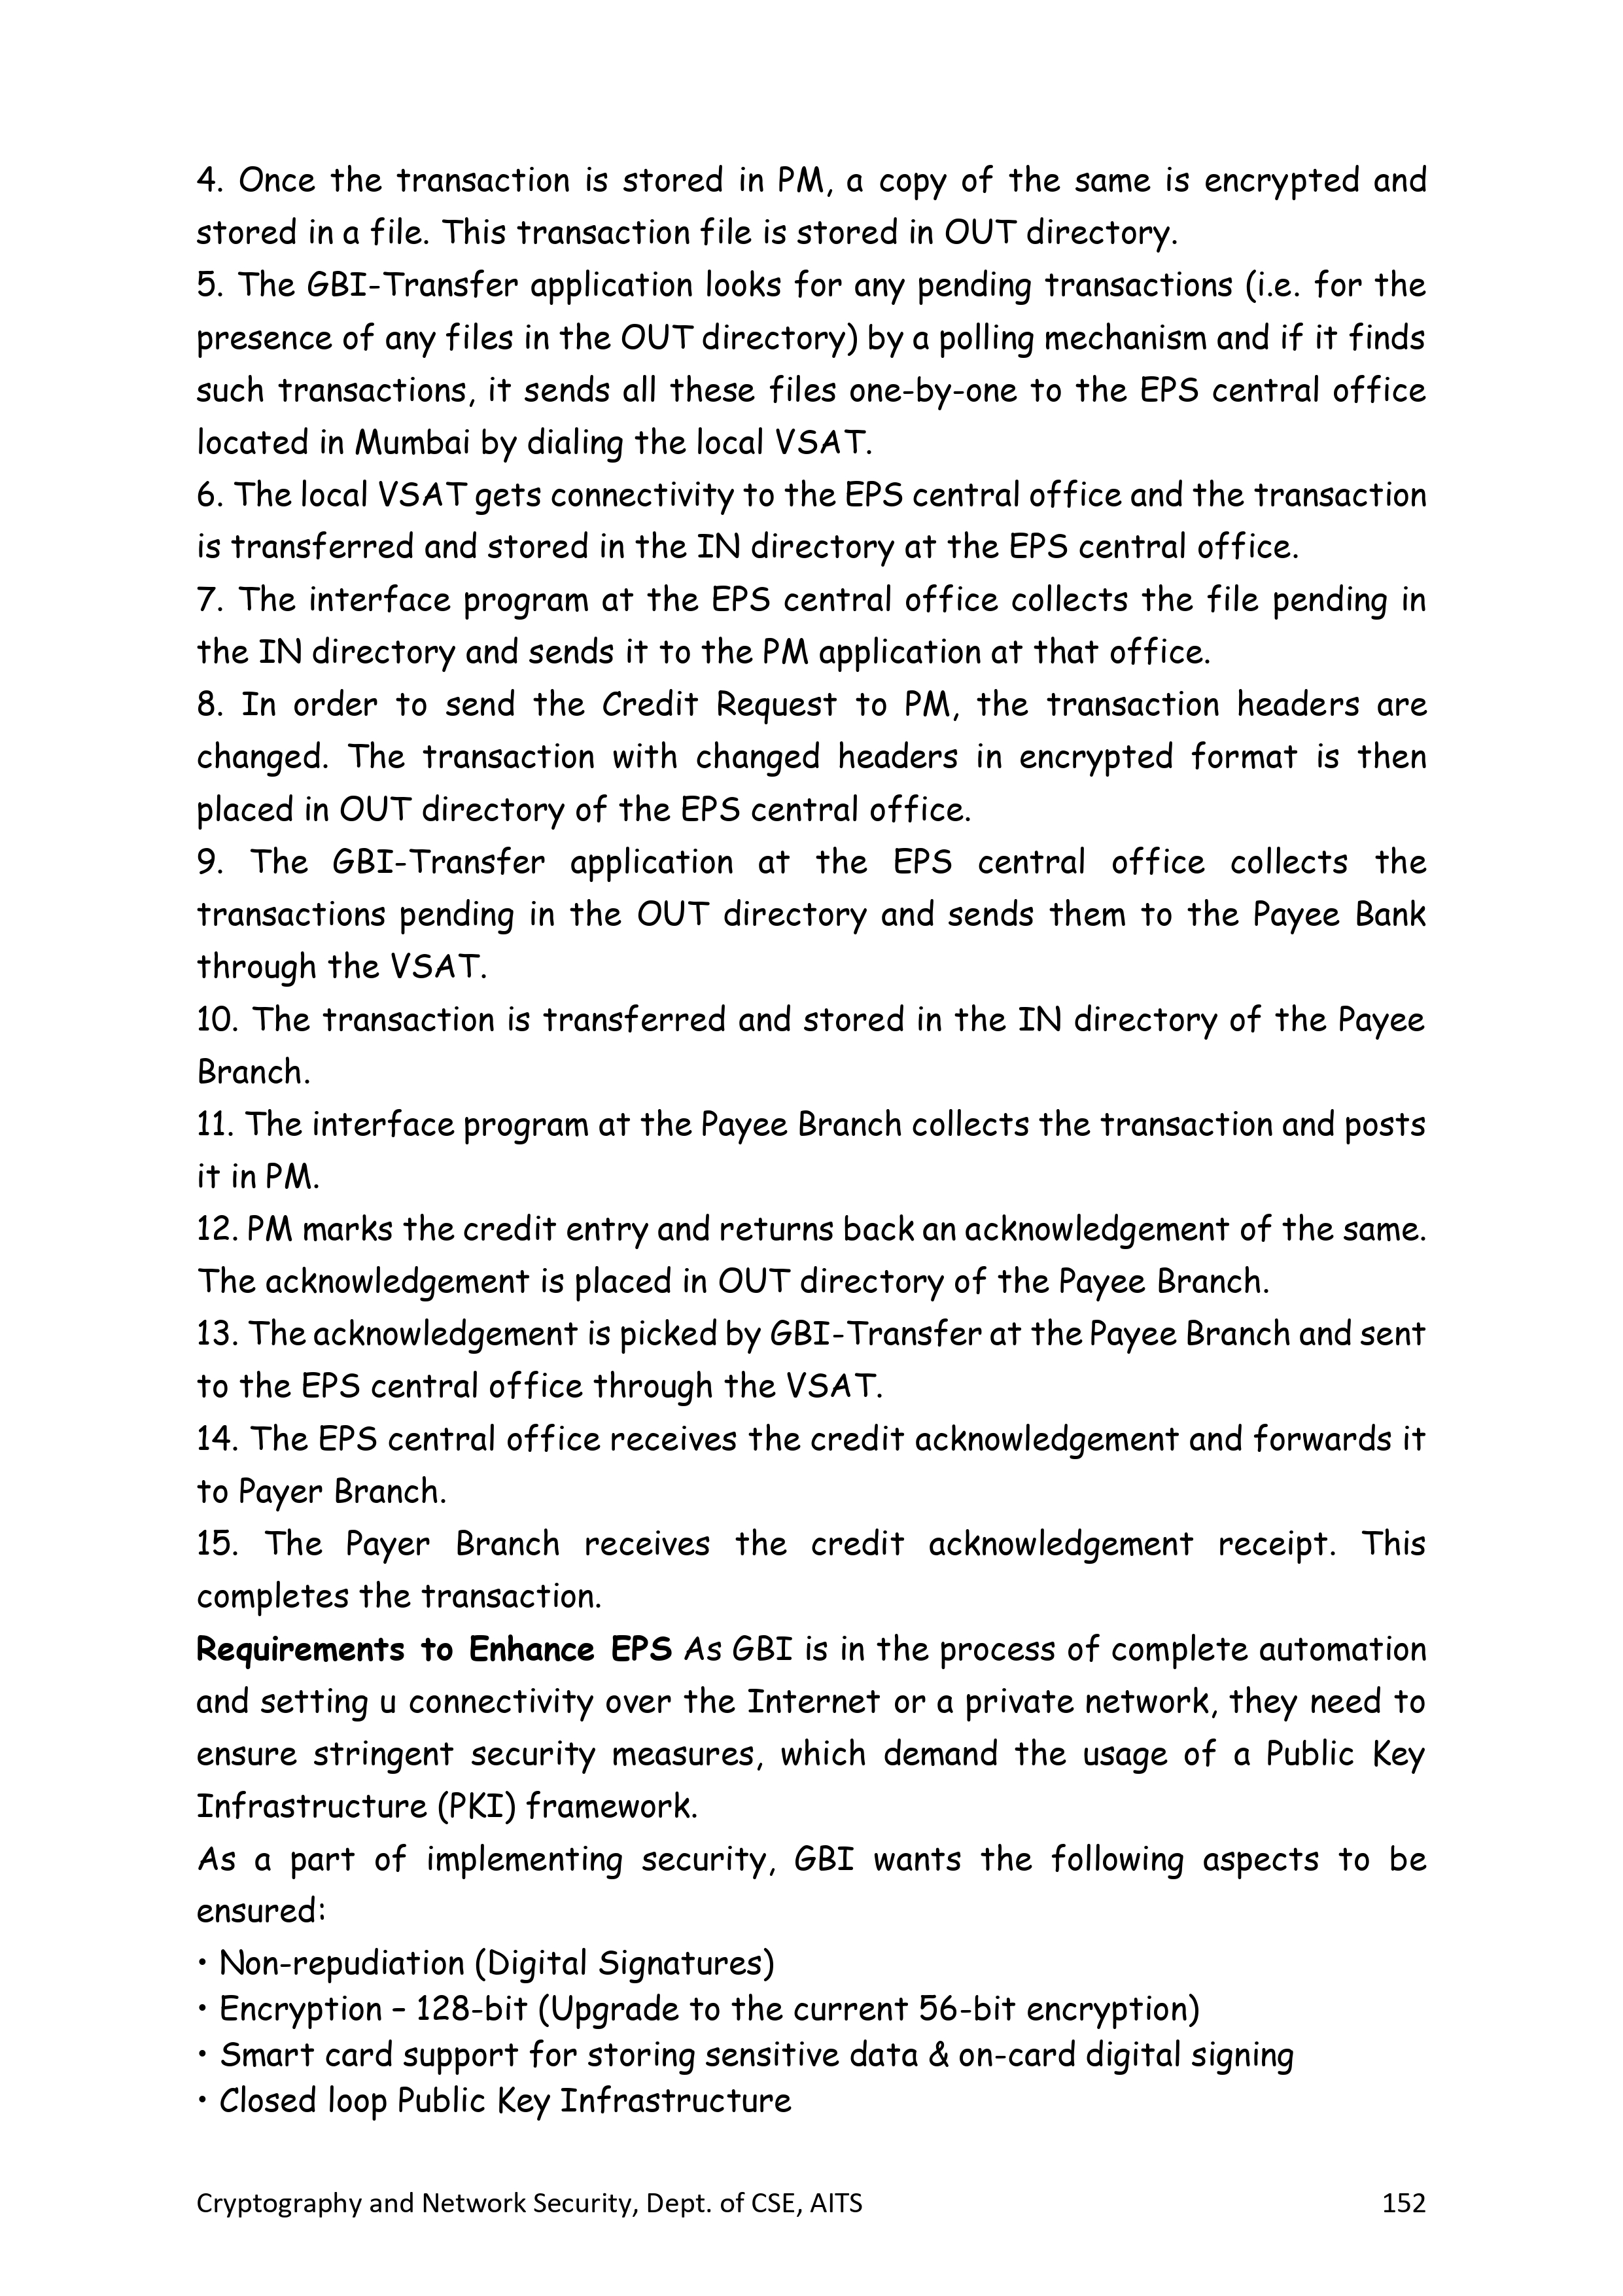 4. Once the transaction is stored in PM, a copy of the same is encrypted and
stored in a file. This transaction file is stored in OUT directory.
5. The GBI-Transfer application looks for any pending transactions (i.e. for the
presence of any files in the OUT directory) by a polling mechanism and if it finds
such transactions, it sends all these files one-by-one to the EPS central office
located in Mumbai by dialing the local VSAT.
6. The local VSAT gets connectivity to the EPS central office and the transaction
is transferred and stored in the IN directory at the EPS central office.
7. The interface program at the EPS central office collects the file pending in
the IN directory and sends it to the PM application at that office.
8. In order to send the Credit Request to PM, the transaction headers are
changed. The transaction with changed headers in encrypted format is then
placed in OUT directory of the EPS central office.
9. The GBI-Transfer application at the EPS central office collects the
transactions pending in the OUT directory and sends them to the Payee Bank
through the VSAT.
10. The transaction is transferred and stored in the IN directory of the Payee
Branch.
11. The interface program at the Payee Branch collects the transaction and posts
it in PM.
12. PM marks the credit entry and returns back an acknowledgement of the same.
The acknowledgement is placed in OUT directory of the Payee Branch.
13. The acknowledgement is picked by GBI-Transfer at the Payee Branch and sent
to the EPS central office through the VSAT.
14. The EPS central office receives the credit acknowledgement and forwards it
to Payer Branch.
15. The Payer Branch receives the credit acknowledgement receipt. This
completes the transaction.
Requirements to Enhance EPS As GBI is in the process of complete automation
and setting u connectivity over the Internet or a private network, they need to
ensure stringent security measures, which demand the usage of a Public Key
Infrastructure (PKI) framework.
As a part of implementing security, GBI wants the following aspects to be
ensured:
• Non-repudiation (Digital Signatures)
• Encryption – 128-bit (Upgrade to the current 56-bit encryption)
• Smart card support for storing sensitive data & on-card digital signing
• Closed loop Public Key Infrastructure
Cryptography and Network Security, Dept. of CSE, AITS 152